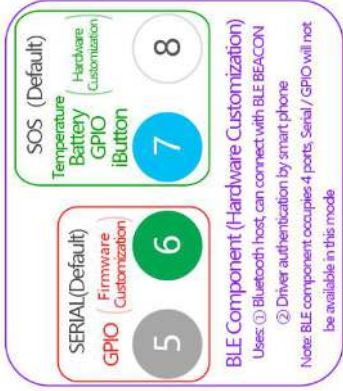 SERIAL(Default)
GPIO (Firmware
Customization)
5
6
SOS (Default)
Temperature
Battery (Hardware
GPIO Customization)
iButton
7
8
BLE Component (Hardware Customization)
Uses: ① Bluetooth host, can connect with BLE BEACON
② Driver authentication by smart phone
Note: BLE component occupies 4 ports, Serial / GPIO will not
be available in this mode